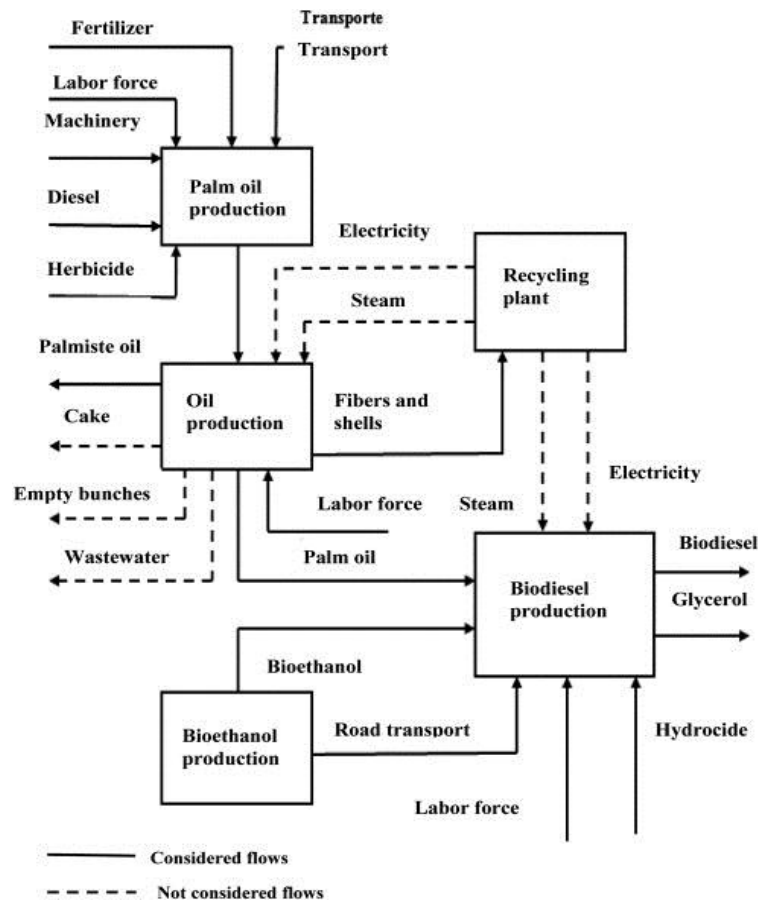 Transporte
Fertilizer
Transport
Labor force
Machinery
Palm oil
production
Diesel
Herbicide
Electricity
Recycling
plant
Steam
Palmiste oil
Oil
production
Fibers and
shells
Cake
Empty bunches
Labor force
Steam
Electricity
Wastewater
Palm oil
Biodiesel
Biodiesel
production
Glycerol
Bioethanol
Bioethanol
production
Road transport
Hydrocide
Labor force
Considered flows
Not considered flows